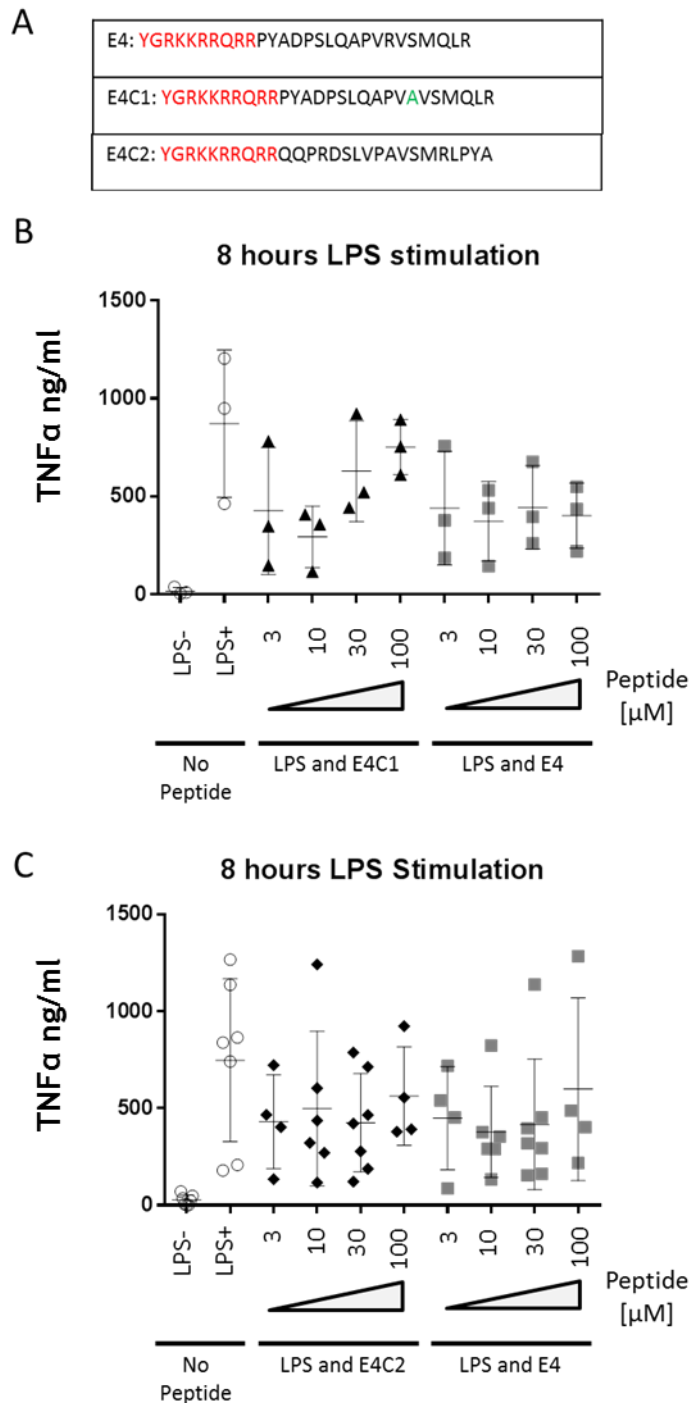 A
E4: YGRKKRRQRRPYADPSLQAPVRVSMQLR
E4C1: YGRKKRRQRRPYADPSLQAPVAVSMQLR
E4C2: YGRKKRRQRRQQPRDSLVPAVSMRLPYA
B
8 hours LPS stimulation
TNFα ng/ml
1500
1000
500
0
LPS- LPS+ 3 10 30 100 3 10 30 100
Peptide
[μM]
No
Peptide
LPS and E4C1
LPS and E4
C
8 hours LPS Stimulation
TNFα ng/ml
1500
1000
500
0
LPS- LPS+ 3 10 30 100 3 10 30 100
Peptide
[μM]
No
Peptide
LPS and E4C2
LPS and E4